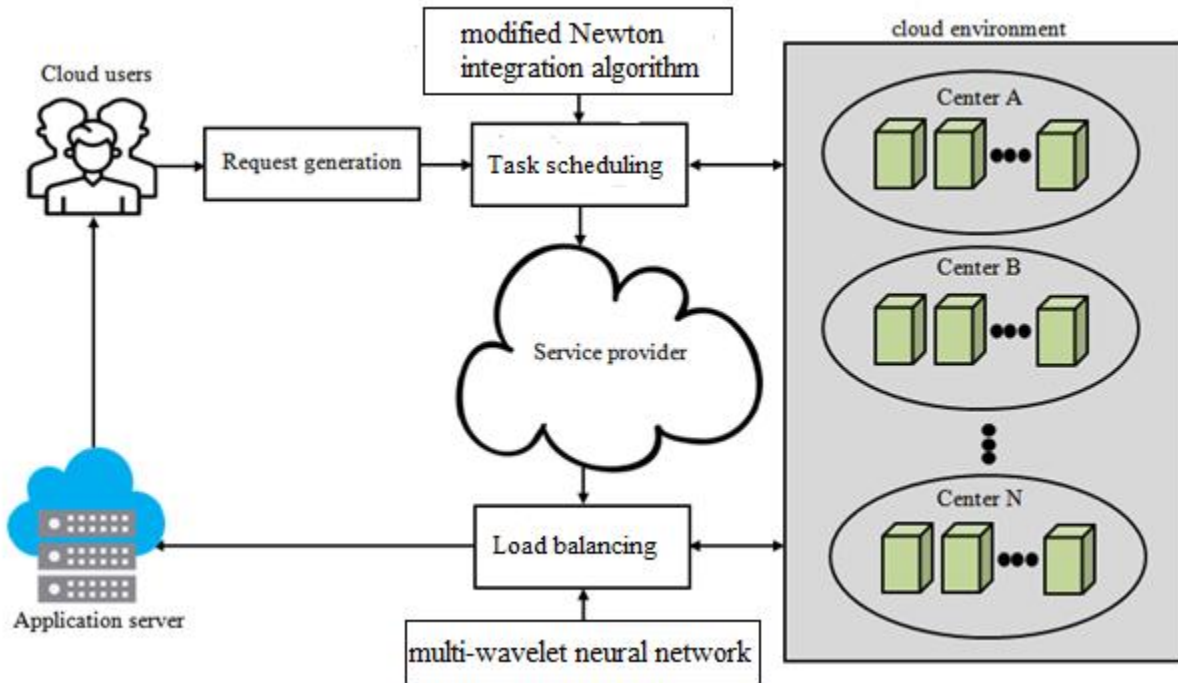 modified Newton
integration algorithm
cloud environment
Cloud users
Center A
Request generation
Task scheduling
Center B
Service provider
Center N
Load balancing
Application server
multi-wavelet neural network